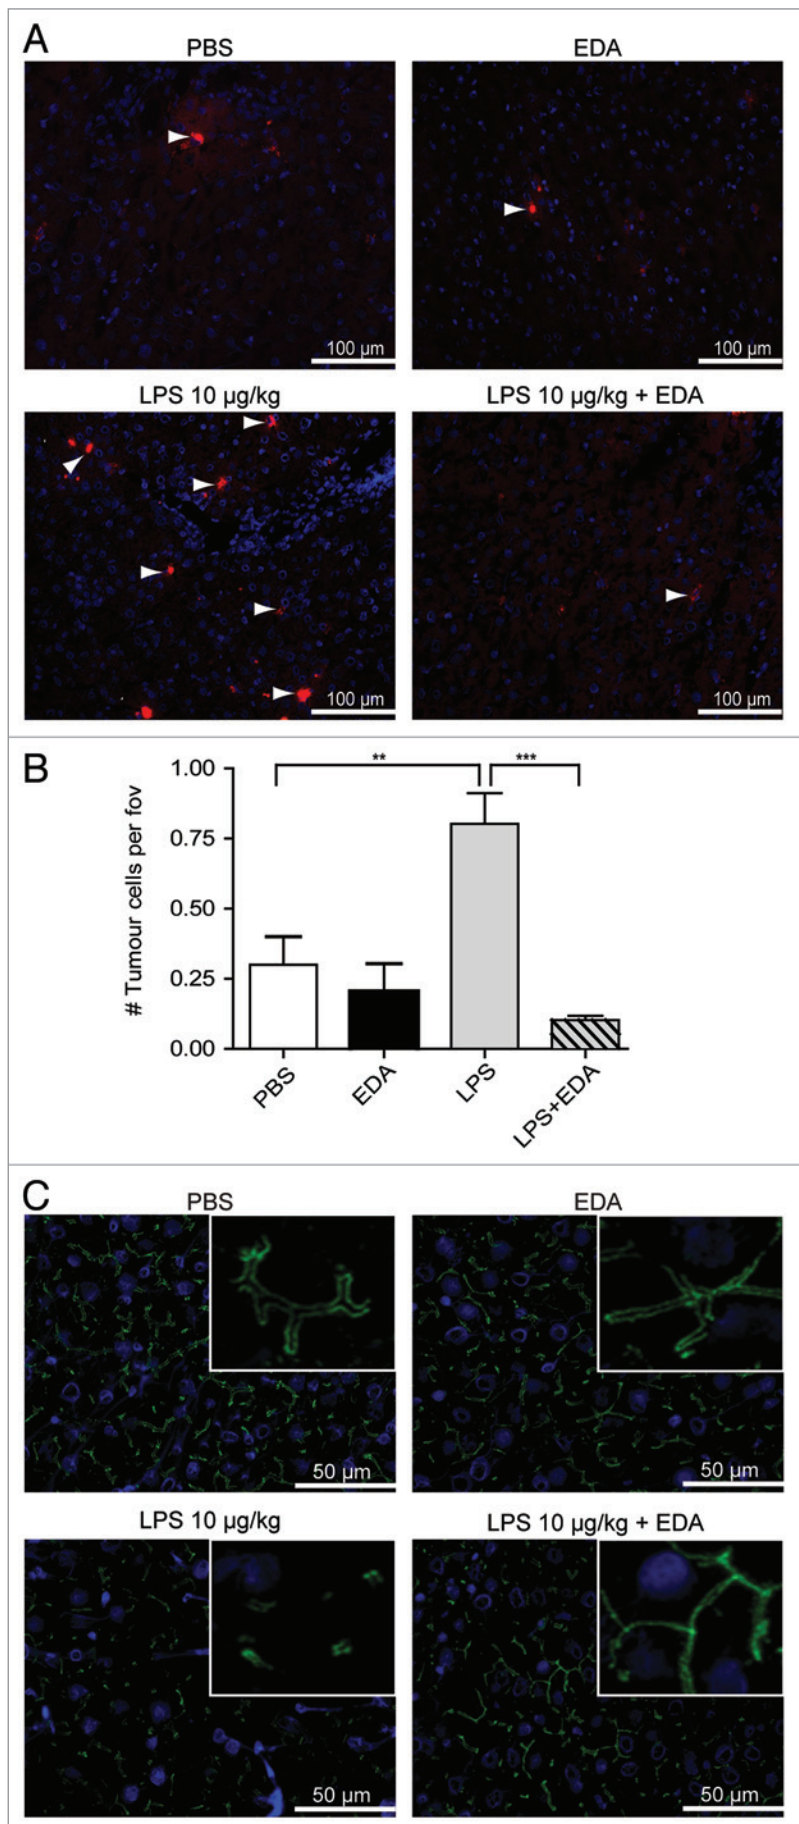 A
PBS EDA
100 µm 100 µm
LPS 10 µg/kg LPS 10 µg/kg + EDA
100 µm 100 µm
B
1.00
0.75
0.50
0.25
0.00
# Tumour cells per fov
** ***
PBS EDA LPS LPS+EDA
C
PBS EDA
50 µm 50 µm
LPS 10 µg/kg LPS 10 µg/kg + EDA
50 µm 50 µm